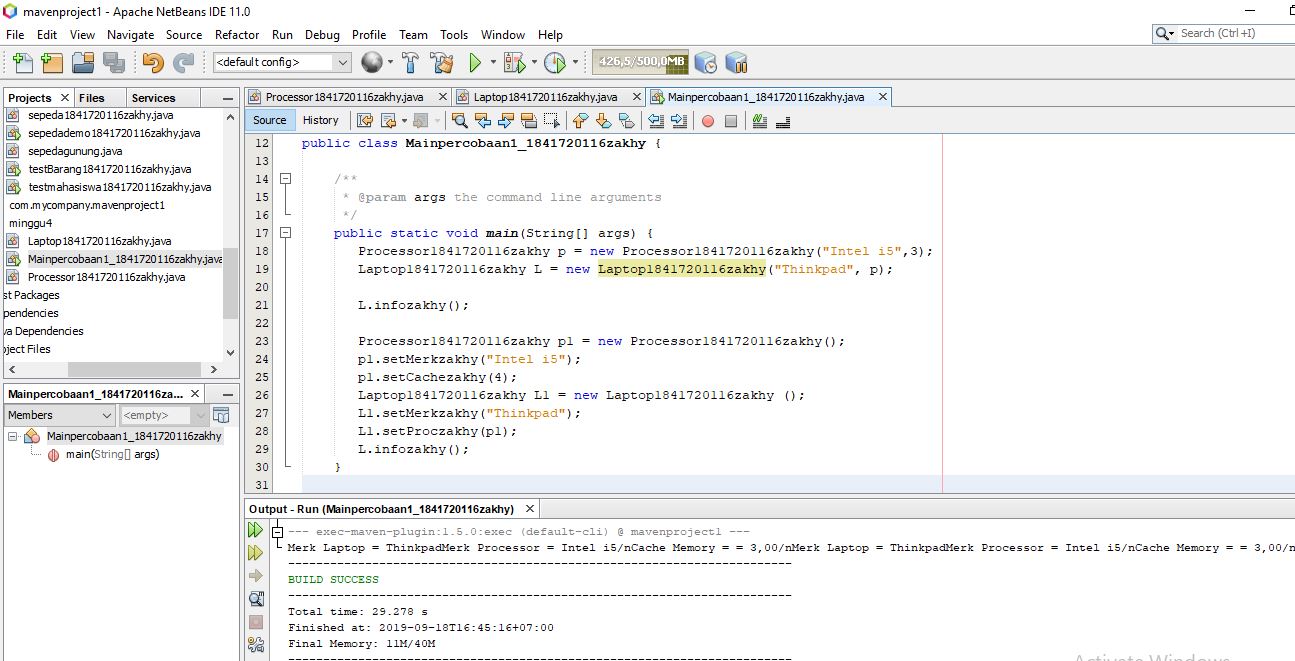 mavenproject1 - Apache NetBeans IDE 11.0
File Edit View Navigate Source Refactor Run Debug Profile Team Tools Window Help
Search (Ctrl+I)
<default config>
426,5/500,0MB
Projects Files Services
sepeda1841720116zakhy.java
sepedademo1841720116zakhy.java
sepedagunung.java
testBarang1841720116zakhy.java
testmahasiswa1841720116zakhy.java
com.mycompany.mavenproject1
minggu4
Laptop1841720116zakhy.java
Mainpercobaan1_1841720116zakhy.java
Processor1841720116zakhy.java
st Packages
pendencies
va Dependencies
oject Files
Mainpercobaan1_1841720116za...
Members <empty>
Mainpercobaan1_1841720116zakhy
main(String[] args)
Processor1841720116zakhy.java Laptop1841720116zakhy.java Mainpercobaan1_1841720116zakhy.java
Source History
12 public class Mainpercobaan1_1841720116zakhy {
13
14 /**
15 * @param args the command line arguments
16 */
17 public static void main(String[] args) {
18 Processor1841720116zakhy p = new Processor1841720116zakhy("Intel i5",3);
19 Laptop1841720116zakhy L = new Laptop1841720116zakhy("Thinkpad", p);
20
21 L.infozakhy();
22
23 Processor1841720116zakhy p1 = new Processor1841720116zakhy();
24 p1.setMerkzakhy("Intel i5");
25 p1.setCachezakhy(4);
26 Laptop1841720116zakhy L1 = new Laptop1841720116zakhy ();
27 L1.setMerkzakhy("Thinkpad");
28 L1.setProczakhy(p1);
29 L.infozakhy();
30 }
31
Output - Run (Mainpercobaan1_1841720116zakhy)
--- exec-maven-plugin:1.5.0:exec (default-cli) @ mavenproject1 ---
Merk Laptop = ThinkpadMerk Processor = Intel i5/nCache Memory = = 3,00/nMerk Laptop = ThinkpadMerk Processor = Intel i5/nCache Memory = = 3,00/n
------------------------------------------------------------------------
BUILD SUCCESS
------------------------------------------------------------------------
Total time: 29.278 s
Finished at: 2019-09-18T16:45:16+07:00
Final Memory: 11M/40M
------------------------------------------------------------------------
Activate Windows